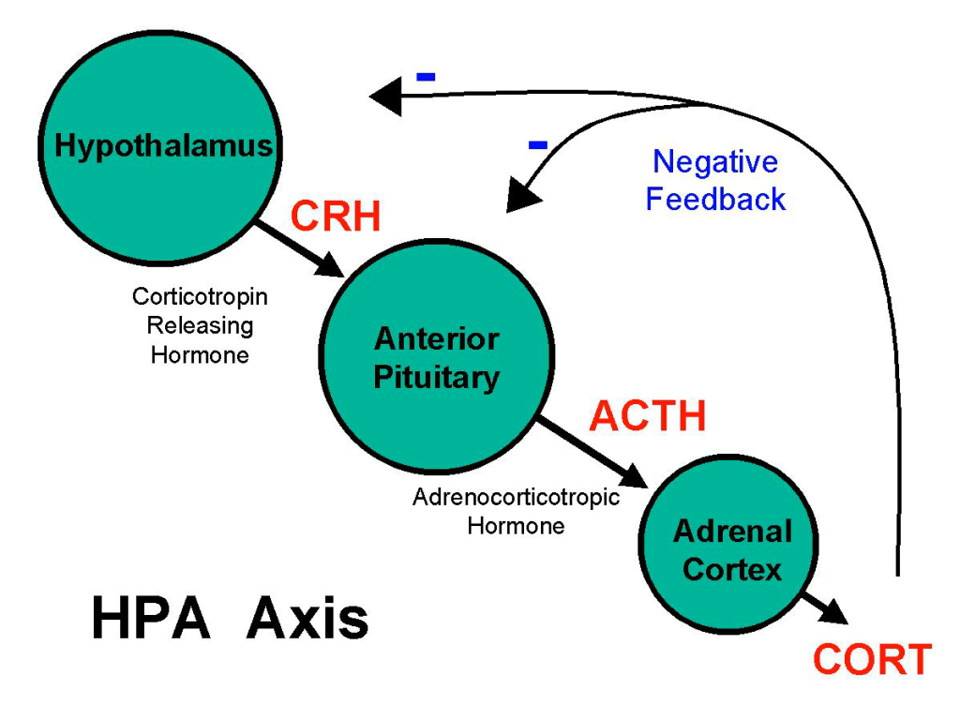 -
Hypothalamus
-
Negative
Feedback
CRH
Corticotropin
Releasing
Hormone
Anterior
Pituitary
ACTH
Adrenocorticotropic
Hormone
Adrenal
Cortex
HPA Axis
CORT